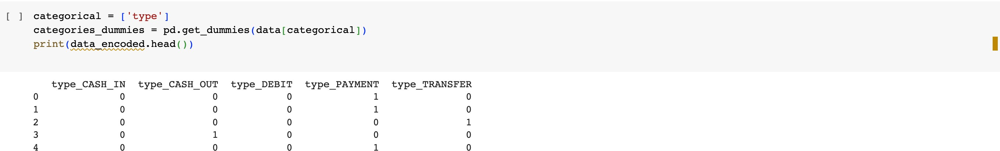 [ ] categorical = ['type']
categories_dummies = pd.get_dummies(data[categorical])
print(data_encoded.head())
type_CASH_IN type_CASH_OUT type_DEBIT type_PAYMENT type_TRANSFER
0 0 0 0 1 0
1 0 0 0 1 0
2 0 0 0 0 1
3 0 1 0 0 0
4 0 0 0 1 0